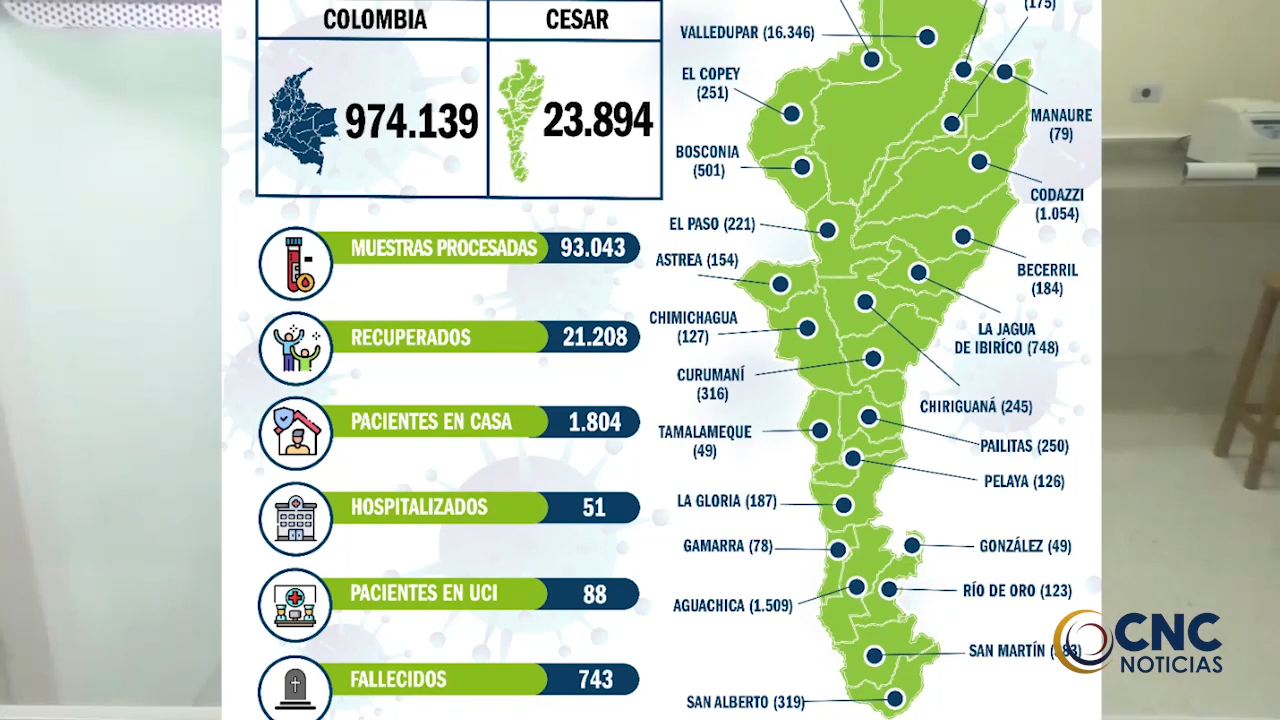 COLOMBIA
CESAR
974.139
23.894
MUESTRAS PROCESADAS 93.043
RECUPERADOS 21.208
PACIENTES EN CASA 1.804
HOSPITALIZADOS 51
PACIENTES EN UCI 88
FALLECIDOS 743
(175)
VALLEDUPAR (16.346)
EL COPEY
(251)
MANAURE
(79)
BOSCONIA
(501)
CODAZZI
(1.054)
EL PASO (221)
ASTREA (154)
BECERRIL
(184)
CHIMICHAGUA
(127)
LA JAGUA
DE IBIRÍCO (748)
CURUMANÍ
(316)
CHIRIGUANÁ (245)
TAMALAMEQUE
(49)
PAILITAS (250)
PELAYA (126)
LA GLORIA (187)
GAMARRA (78)
GONZÁLEZ (49)
AGUACHICA (1.509)
RÍO DE ORO (123)
SAN MARTÍN
SAN ALBERTO (319)
CNC
NOTICIAS